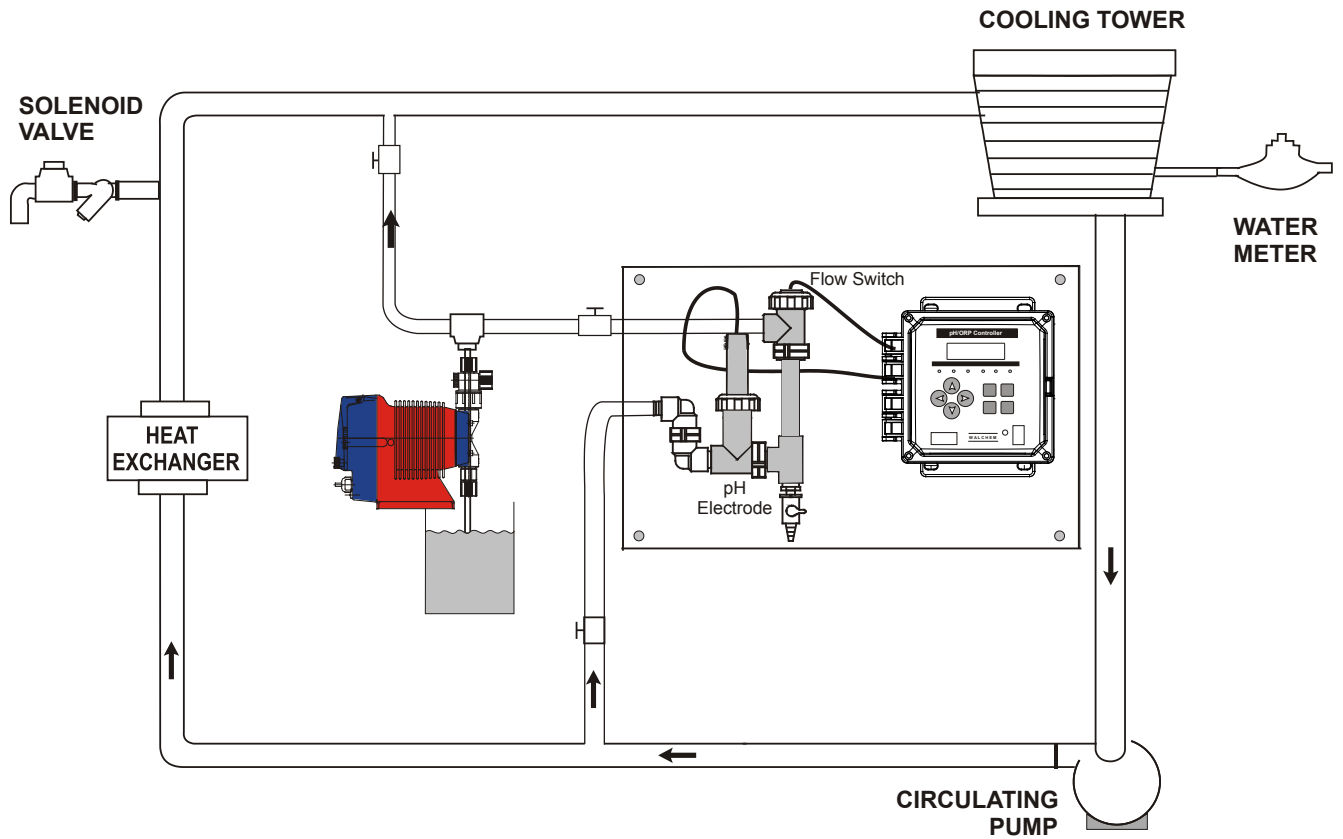 COOLING TOWER
SOLENOID
VALVE
WATER
METER
Flow Switch
pH/ORP Controller
WALCHEM
HEAT
EXCHANGER
pH
Electrode
CIRCULATING
PUMP